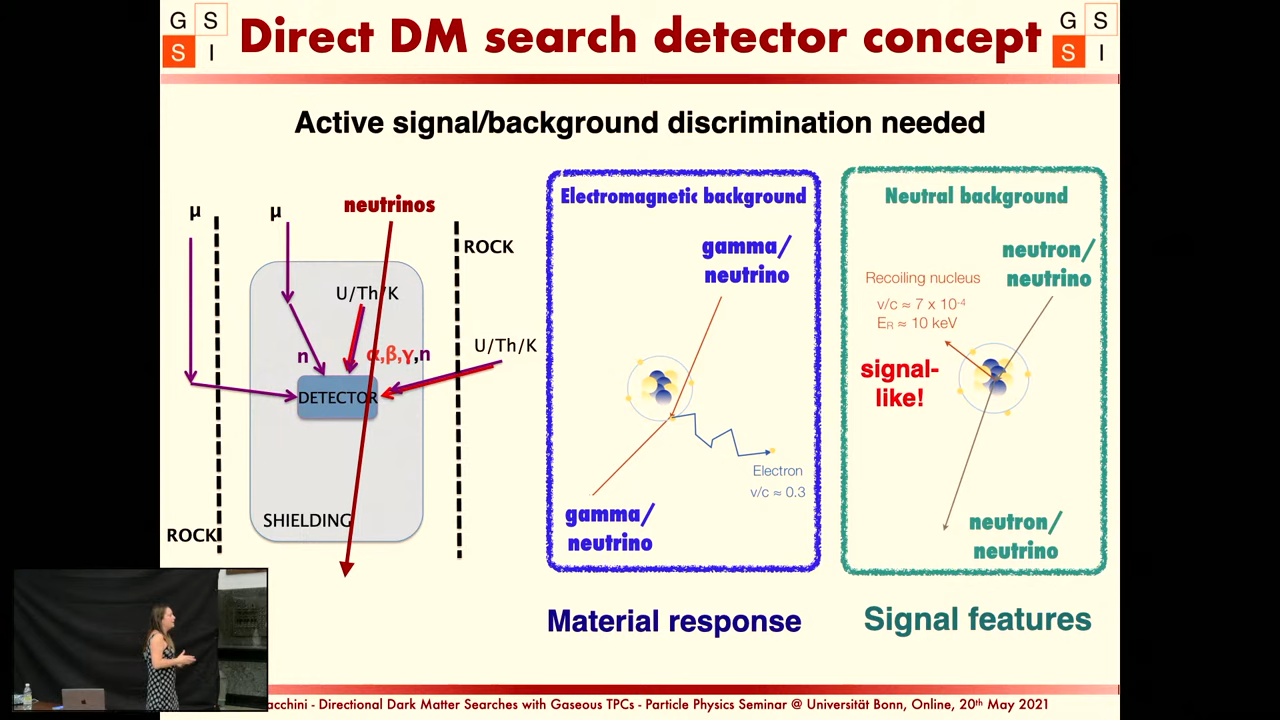 G S
S I
Direct DM search detector concept
G S
S I
Active signal/background discrimination needed
μ
μ
neutrinos
ROCK
U/Th/K
n
α,β,γ,n
U/Th/K
DETECTOR
SHIELDING
ROCK
Electromagnetic background
gamma/
neutrino
Electron
v/c ≈ 0.3
gamma/
neutrino
Material response
Neutral background
neutron/
neutrino
Recoiling nucleus
v/c ≈ 7 x 10⁻⁴
E_R ≈ 10 keV
signal-
like!
neutron/
neutrino
Signal features
acchini - Directional Dark Matter Searches with Gaseous TPCs - Particle Physics Seminar @ Universität Bonn, Online, 20th May 2021